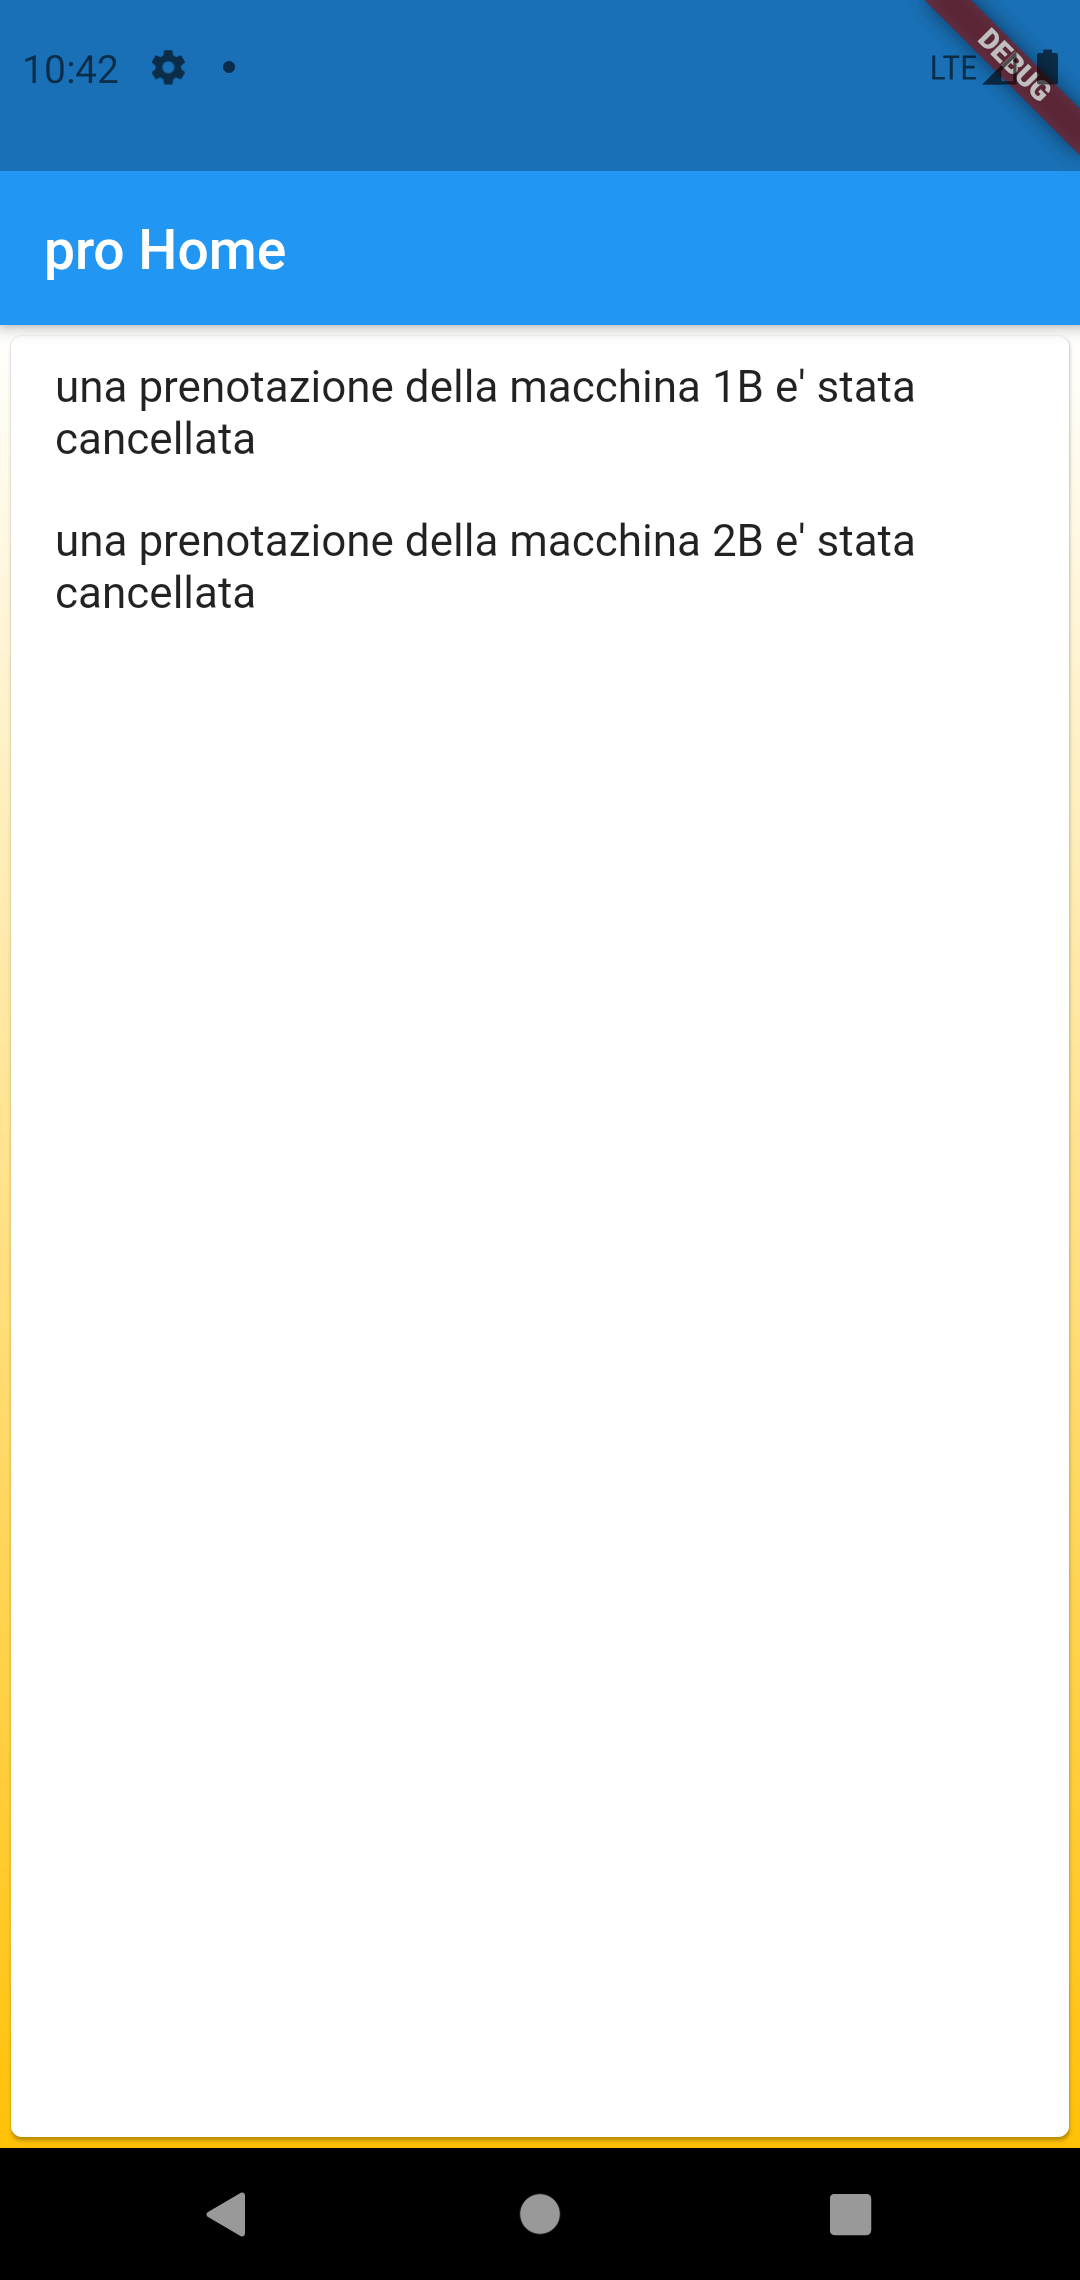 10:42
LTE
DEBUG
pro Home
una prenotazione della macchina 1B e' stata
cancellata
una prenotazione della macchina 2B e' stata
cancellata